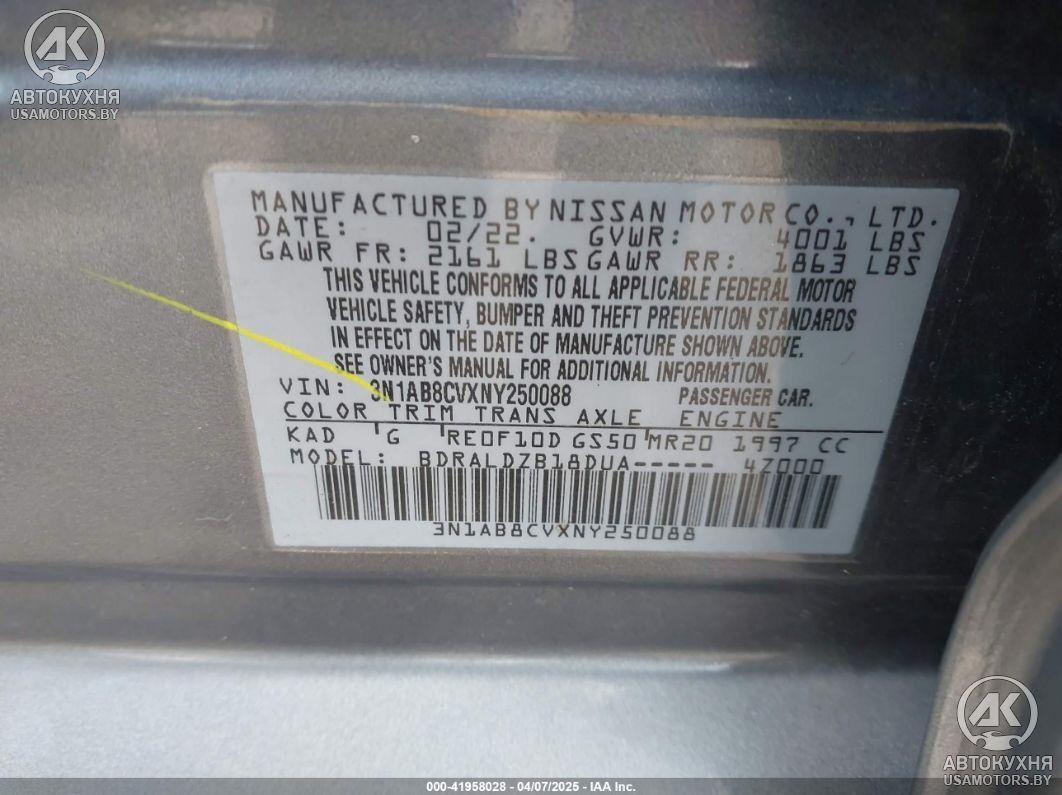 AK
АВТОКУХНЯ
USAMOTORS.BY
MANUFACTURED BY NISSAN MOTOR CO., LTD.
DATE: 02/22. GVWR: 4001 LBS
GAWR FR: 2161 LBS GAWR RR: 1863 LBS
THIS VEHICLE CONFORMS TO ALL APPLICABLE FEDERAL MOTOR
VEHICLE SAFETY, BUMPER AND THEFT PREVENTION STANDARDS
IN EFFECT ON THE DATE OF MANUFACTURE SHOWN ABOVE.
SEE OWNER'S MANUAL FOR ADDITIONAL INFORMATION.
VIN: 3N1AB8CVXNY250088 PASSENGER CAR.
COLOR TRIM TRANS AXLE ENGINE
KAD 'G 'RE0F10D GS50'MR20 1997 CC
MODEL: BDRALDZB18DUA----- 4Z000
3N1AB8CVXNY250088
AK
АВТОКУХНЯ
USAMOTORS.BY
000-41958028 - 04/07/2025 - IAA Inc.